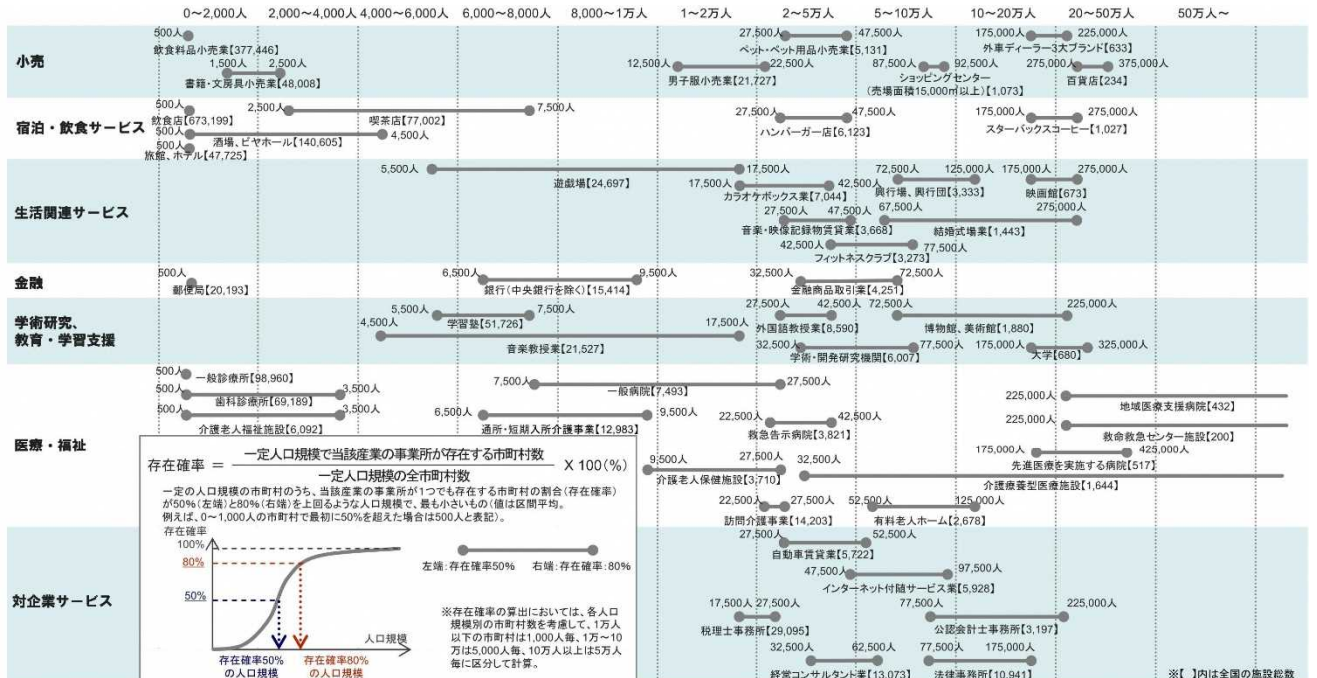 0～2,000人 2,000～4,000人 4,000～6,000人 6,000～8,000人 8,000～1万人 1～2万人 2～5万人 5～10万人 10～20万人 20～50万人 50万人～
小売
500人
飲食料品小売業【377,446】
1,500人 2,500人
書籍・文房具小売業【48,008】
27,500人 47,500人
ペット・ペット用品小売業【5,131】
12,500人 22,500人
男子服小売業【21,727】
87,500人 92,500人
ショッピングセンター
(売場面積15,000㎡以上)【1,073】
175,000人 225,000人
外車ディーラー3大ブランド【633】
275,000人 375,000人
百貨店【234】
宿泊・飲食サービス
500人
飲食店【673,199】
2,500人 7,500人
喫茶店【77,002】
500人 4,500人
酒場、ビヤホール【140,605】
500人
旅館、ホテル【47,725】
27,500人 47,500人
ハンバーガー店【6,123】
175,000人 275,000人
スターバックスコーヒー【1,027】
生活関連サービス
5,500人 17,500人
遊戯場【24,697】
17,500人 42,500人
カラオケボックス業【7,044】
72,500人 125,000人
興行場、興行団【3,333】
175,000人 275,000人
映画館【673】
27,500人 47,500人
音楽・映像記録物賃貸業【3,668】
67,500人 275,000人
結婚式場業【1,443】
42,500人 77,500人
フィットネスクラブ【3,273】
金融
500人
郵便局【20,193】
6,500人 9,500人
銀行(中央銀行を除く)【15,414】
32,500人 72,500人
金融商品取引業【4,251】
学術研究、
教育・学習支援
5,500人 7,500人
学習塾【51,726】
4,500人 17,500人
音楽教授業【21,527】
27,500人 42,500人
外国語教授業【8,590】
72,500人 225,000人
博物館、美術館【1,880】
32,500人 77,500人
学術・開発研究機関【6,007】
175,000人 325,000人
大学【680】
医療・福祉
500人
一般診療所【98,960】
500人 3,500人
歯科診療所【69,189】
500人 3,500人
介護老人福祉施設【6,092】
7,500人 27,500人
一般病院【7,493】
6,500人 9,500人
通所・短期入所介護事業【12,983】
22,500人 42,500人
救急告示病院【3,821】
225,000人
地域医療支援病院【432】
225,000人
救命救急センター施設【200】
175,000人 425,000人
先進医療を実施する病院【517】
9,500人 27,500人
介護老人保健施設【3,710】
32,500人
介護療養型医療施設【1,644】
22,500人 27,500人
訪問介護事業【14,203】
52,500人 125,000人
有料老人ホーム【2,678】
対企業サービス
27,500人 52,500人
自動車賃貸業【5,722】
47,500人 97,500人
インターネット付随サービス業【5,928】
17,500人 27,500人
税理士事務所【29,095】
77,500人 225,000人
公認会計士事務所【3,197】
32,500人 62,500人
経営コンサルタント業【13,073】
77,500人 175,000人
法律事務所【10,941】
存在確率 = 一定人口規模で当該産業の事業所が存在する市町村数 X 100(%)
一定人口規模の全市町村数
一定の人口規模の市町村のうち、当該産業の事業所が1つでも存在する市町村の割合(存在確率)
が50%(左端)と80%(右端)を上回るような人口規模で、最も小さいもの(値は区間平均。
例えば、0～1,000人の市町村で最初に50%を超えた場合は500人と表記)。
存在確率
100%
80%
50%
人口規模
存在確率50%
の人口規模
存在確率80%
の人口規模
左端:存在確率50% 右端:存在確率:80%
※存在確率の算出においては、各人口
規模別の市町村数を考慮して、1万人
以下の市町村は1,000人毎、1万～10
万は5,000人毎、10万人以上は5万人
毎に区分して計算。
※【 】内は全国の施設総数